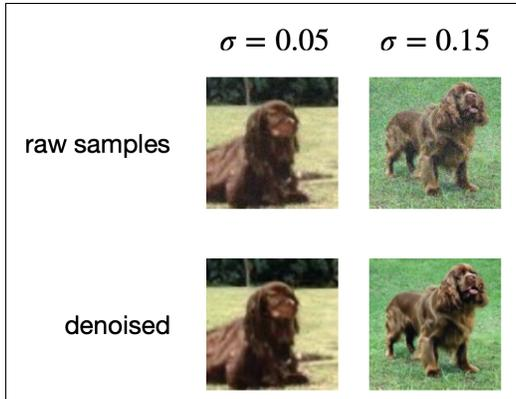 σ = 0.05 σ = 0.15
raw samples
denoised